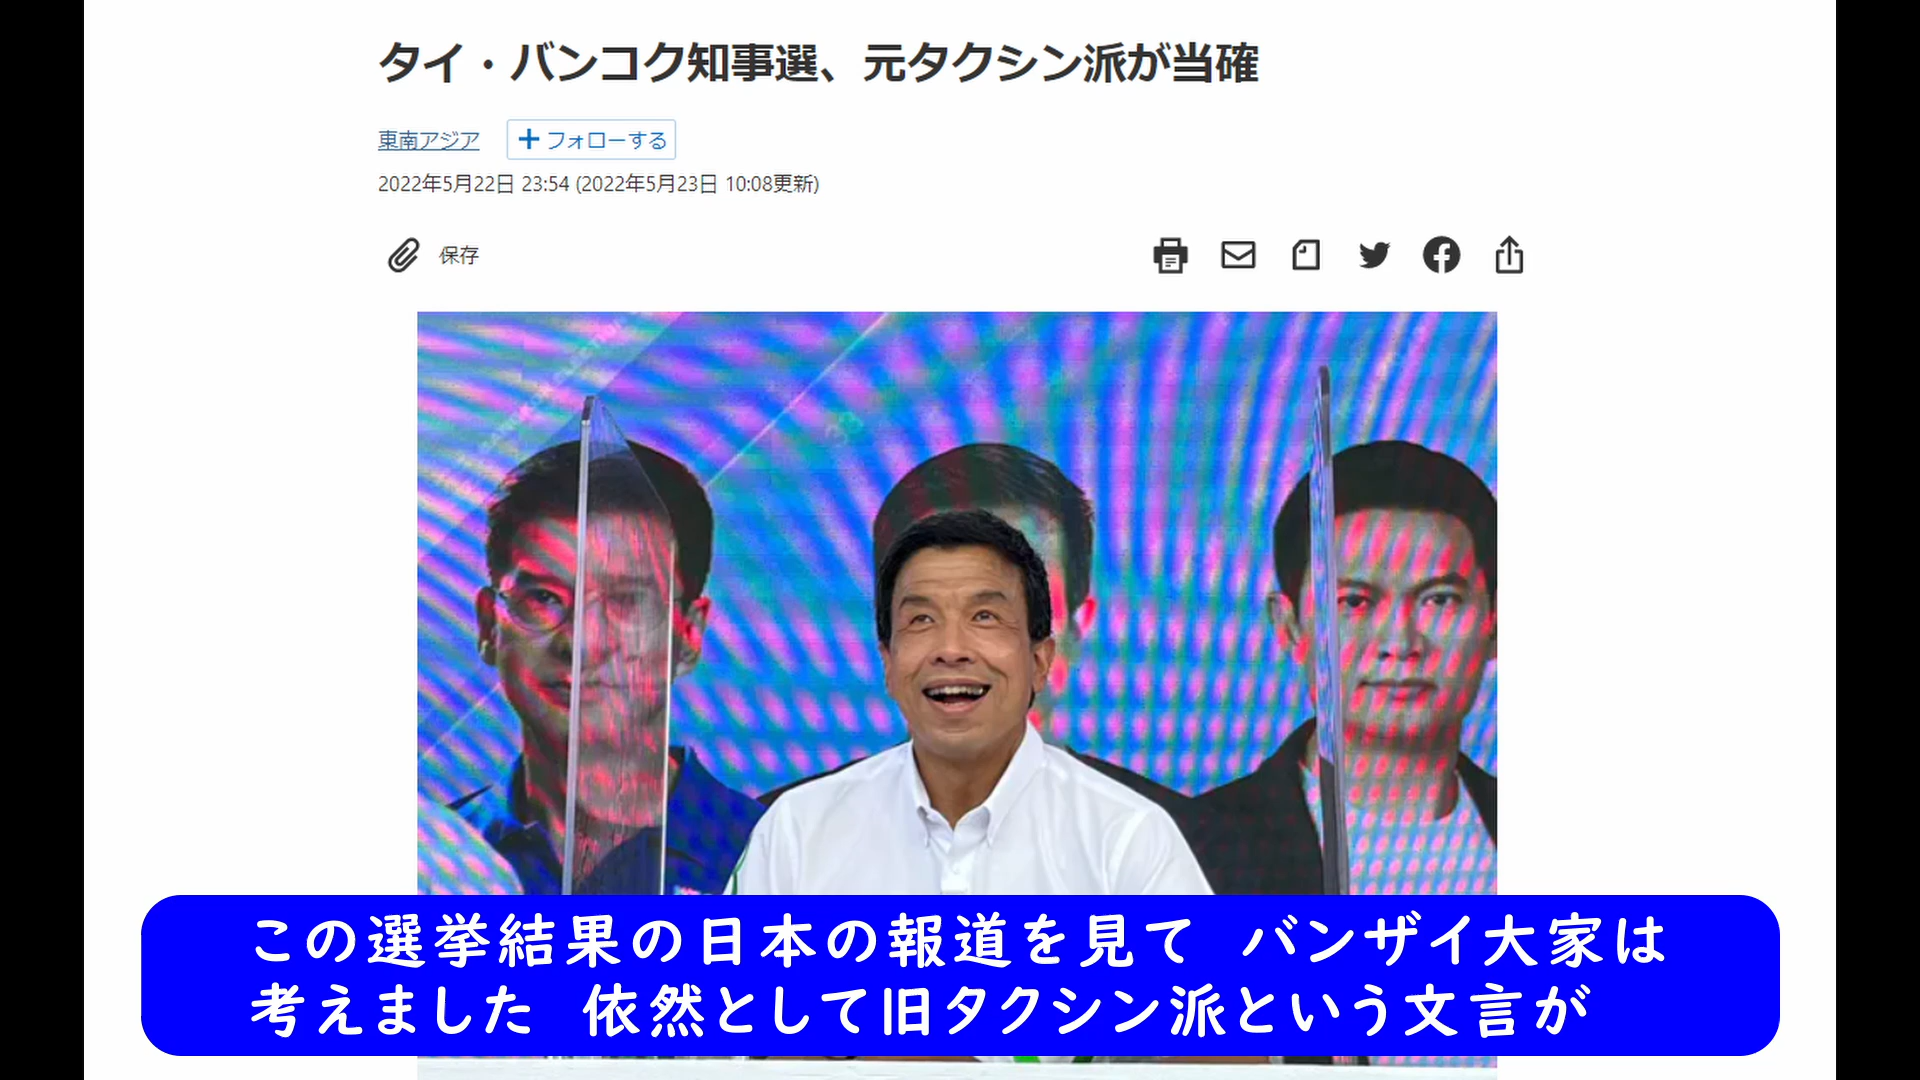 タイ・バンコク知事選、元タクシン派が当確
東南アジア
+ フォローする
2022年5月22日 23:54 (2022年5月23日 10:08更新)
保存
この選挙結果の日本の報道を見て バンザイ大家は
考えました 依然として旧タクシン派という文言が